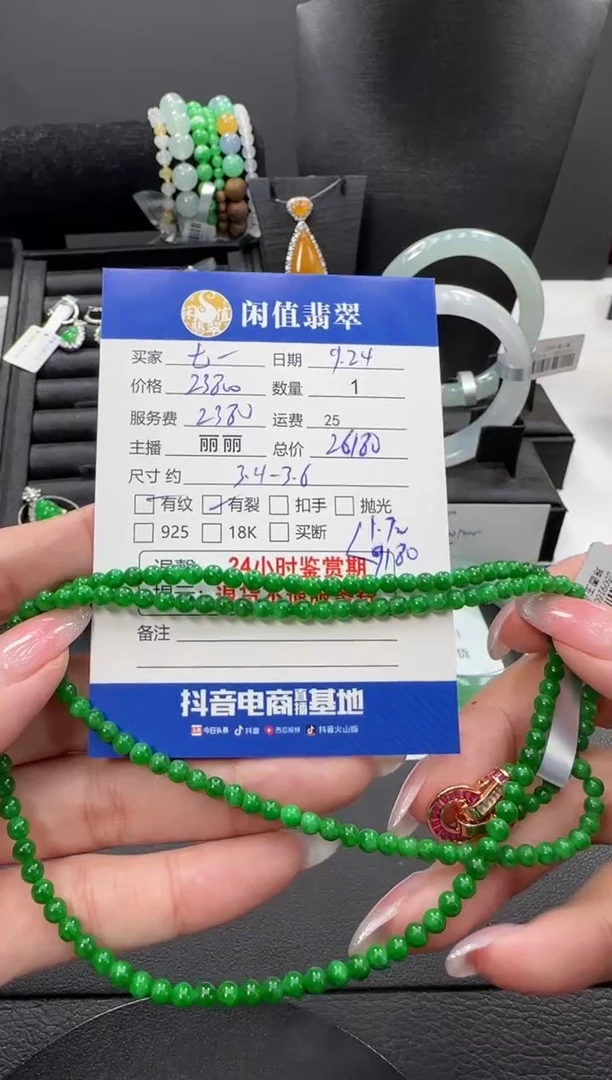 闲值翡翠
买家 七一 日期 9.24
价格 23800 数量 1
服务费 2380 运费 25
主播 丽丽 总价 26180
尺寸 约 3.4-3.6
有纹 有裂 扣手 抛光
925 18K 买断
24小时鉴赏期
备注
抖音电商直播基地
今日头条 抖音 西瓜视频 抖音火山版